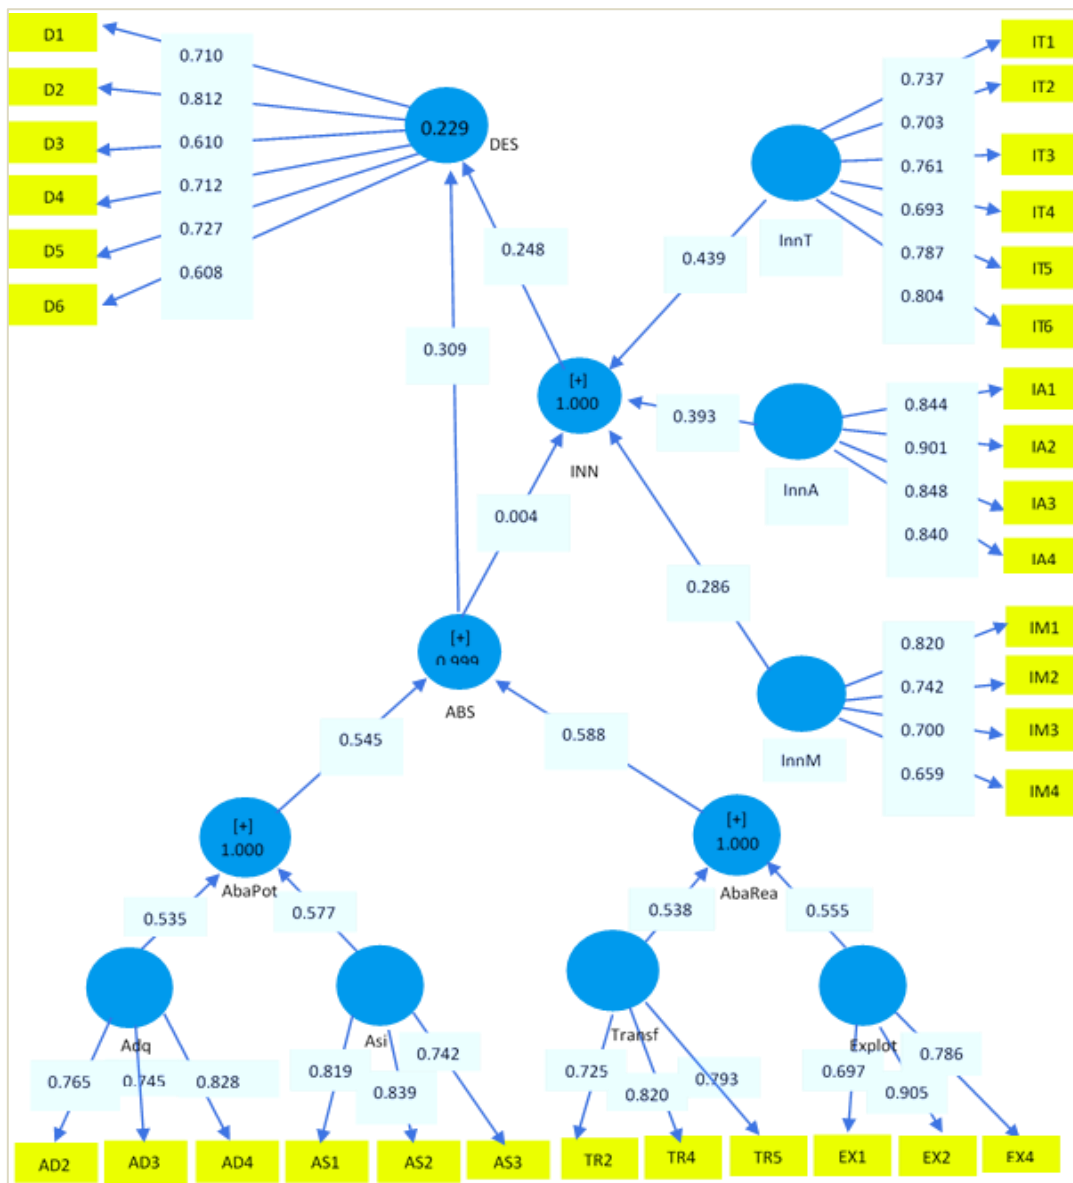 D1
D2
D3
D4
D5
D6
0.710
0.812
0.610
0.712
0.727
0.608
0.229
DES
0.248
0.309
IT1
IT2
IT3
IT4
IT5
IT6
0.737
0.703
0.761
0.693
0.787
0.804
InnT
0.439
[+]
1.000
INN
0.393
InnA
0.844
0.901
0.848
0.840
IA1
IA2
IA3
IA4
0.004
0.286
InnM
0.820
0.742
0.700
0.659
IM1
IM2
IM3
IM4
[+]
0.999
ABS
0.545
0.588
[+]
1.000
AbaPot
[+]
1.000
AbaRea
0.535
0.577
0.538
0.555
Adq
Asi
Transf
Explot
0.765
0.745
0.828
0.819
0.839
0.742
0.725
0.820
0.793
0.697
0.905
0.786
AD2
AD3
AD4
AS1
AS2
AS3
TR2
TR4
TR5
EX1
EX2
EX4